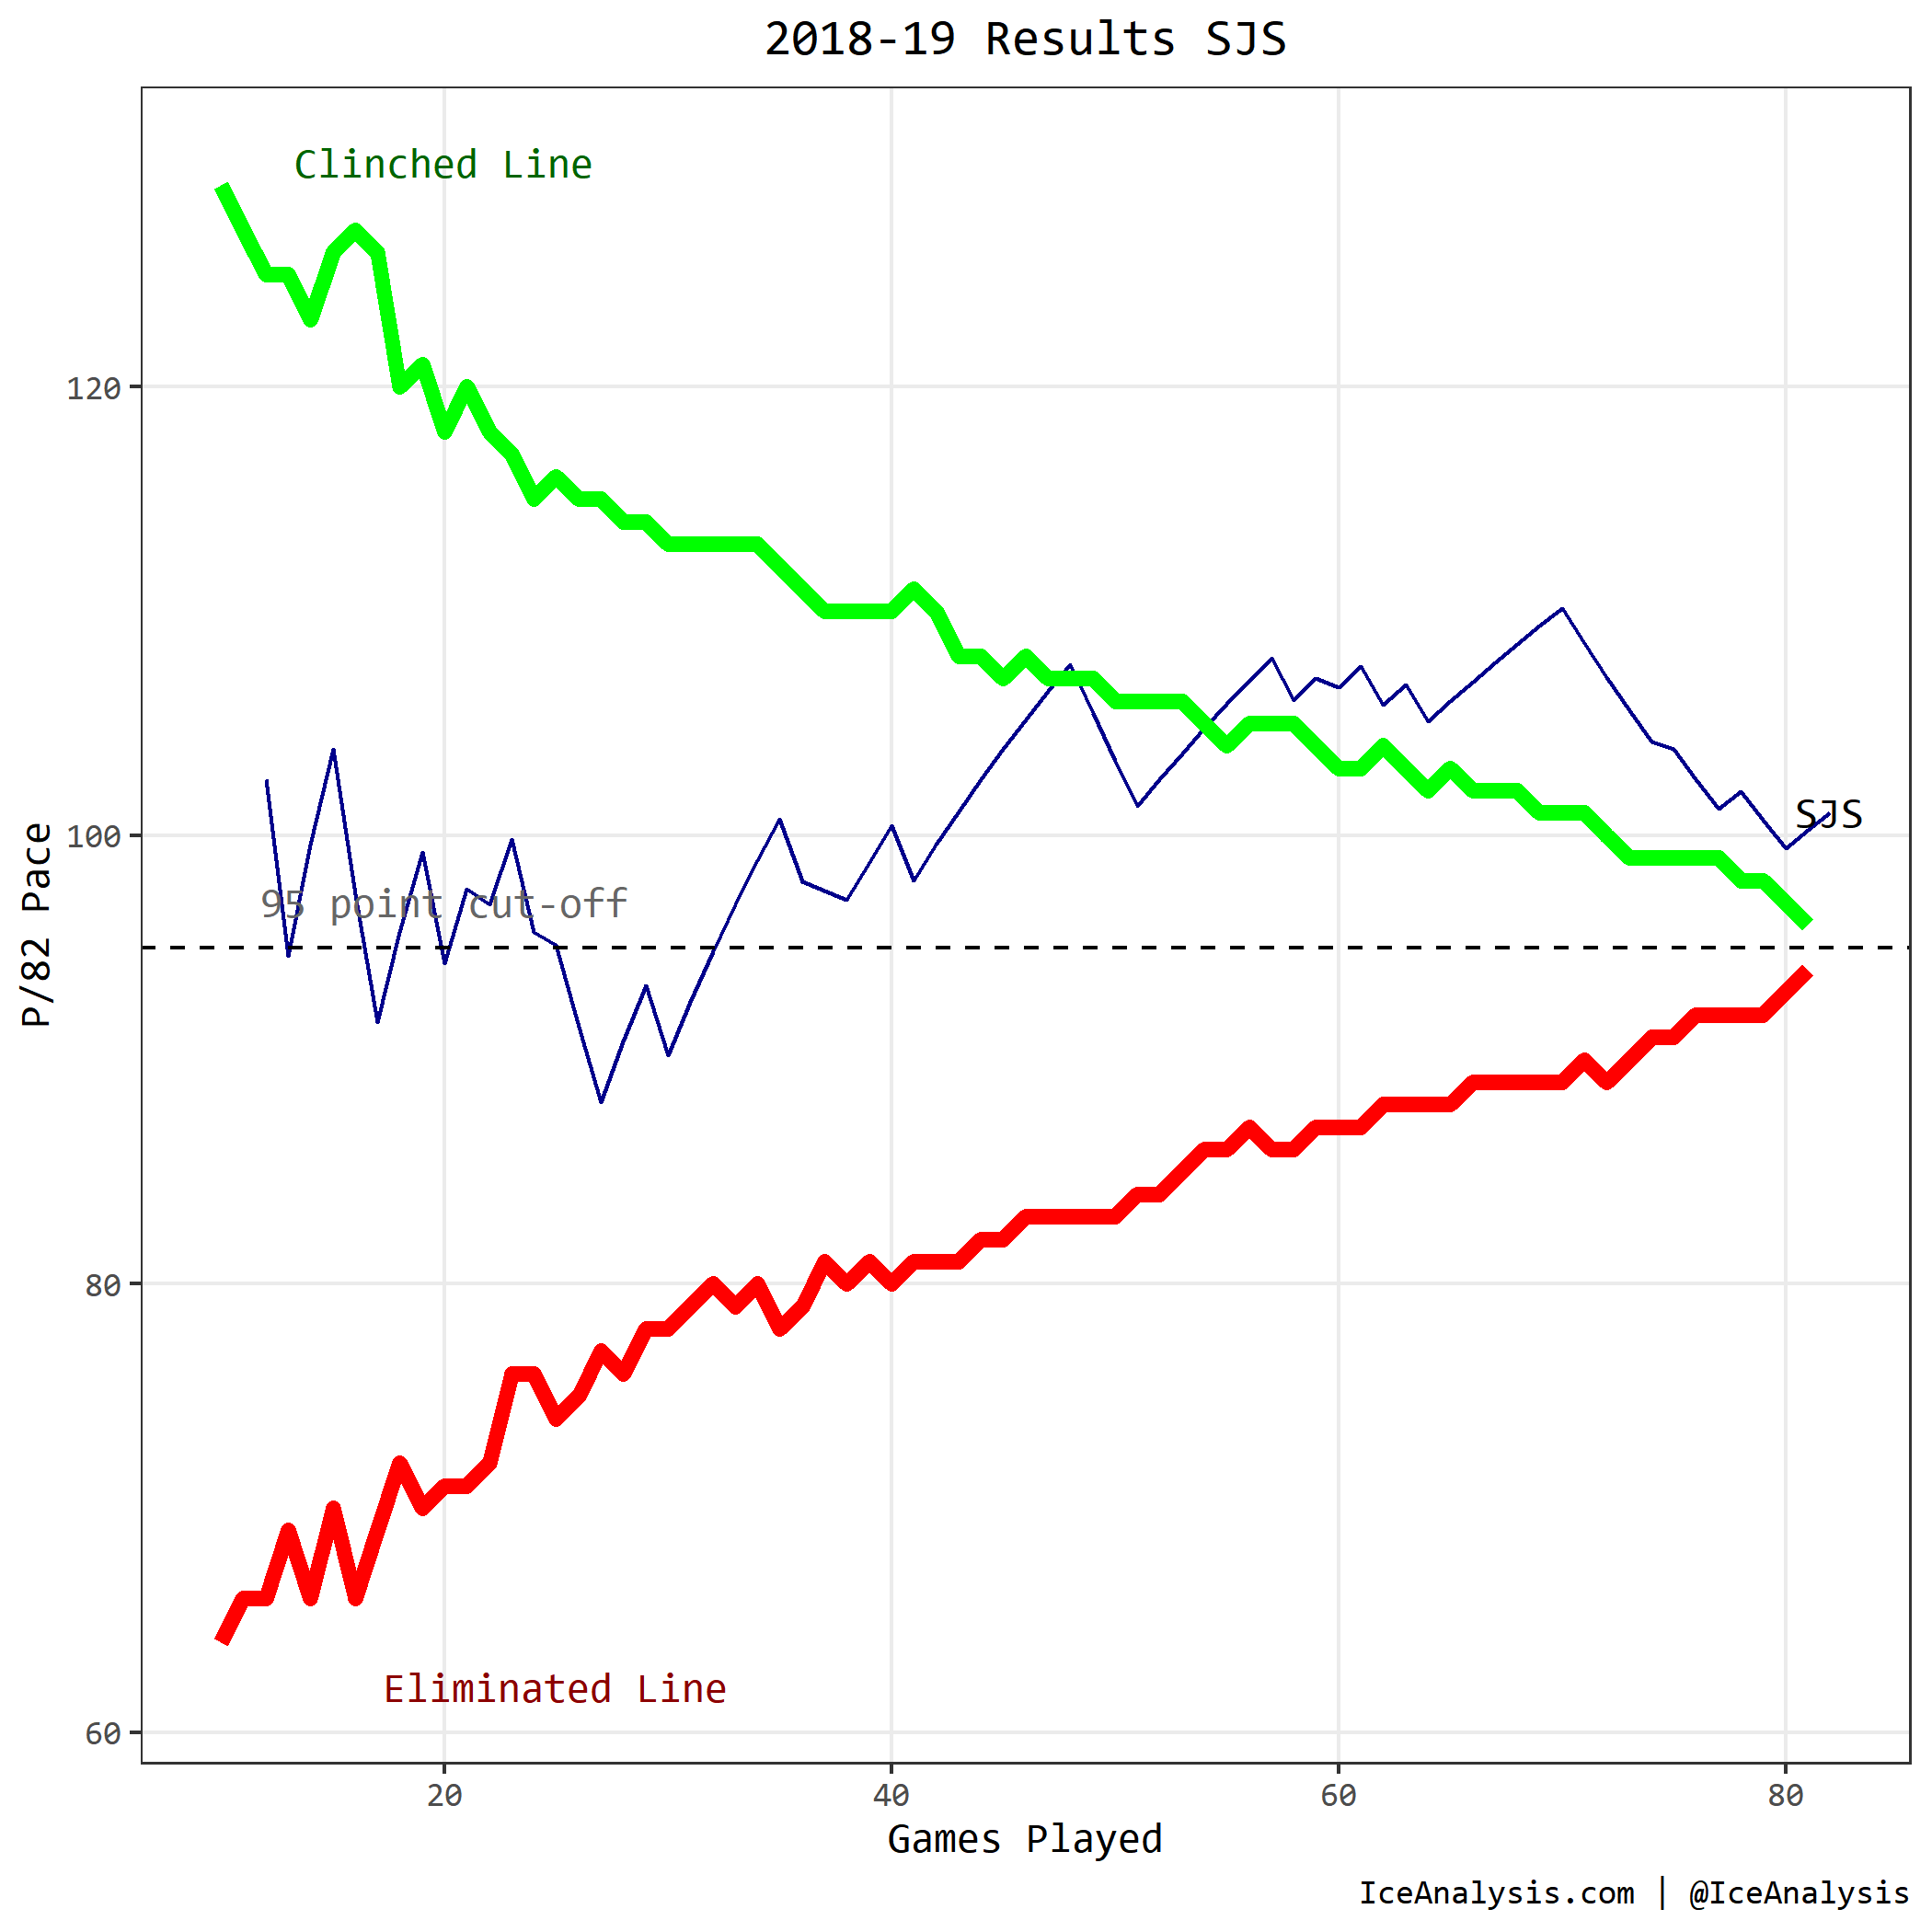 2018-19 Results SJS
Clinched Line
120
SJS
100
95 point cut-off
P/82 Pace
80
Eliminated Line
60
20 40 60 80
Games Played
IceAnalysis.com | @IceAnalysis